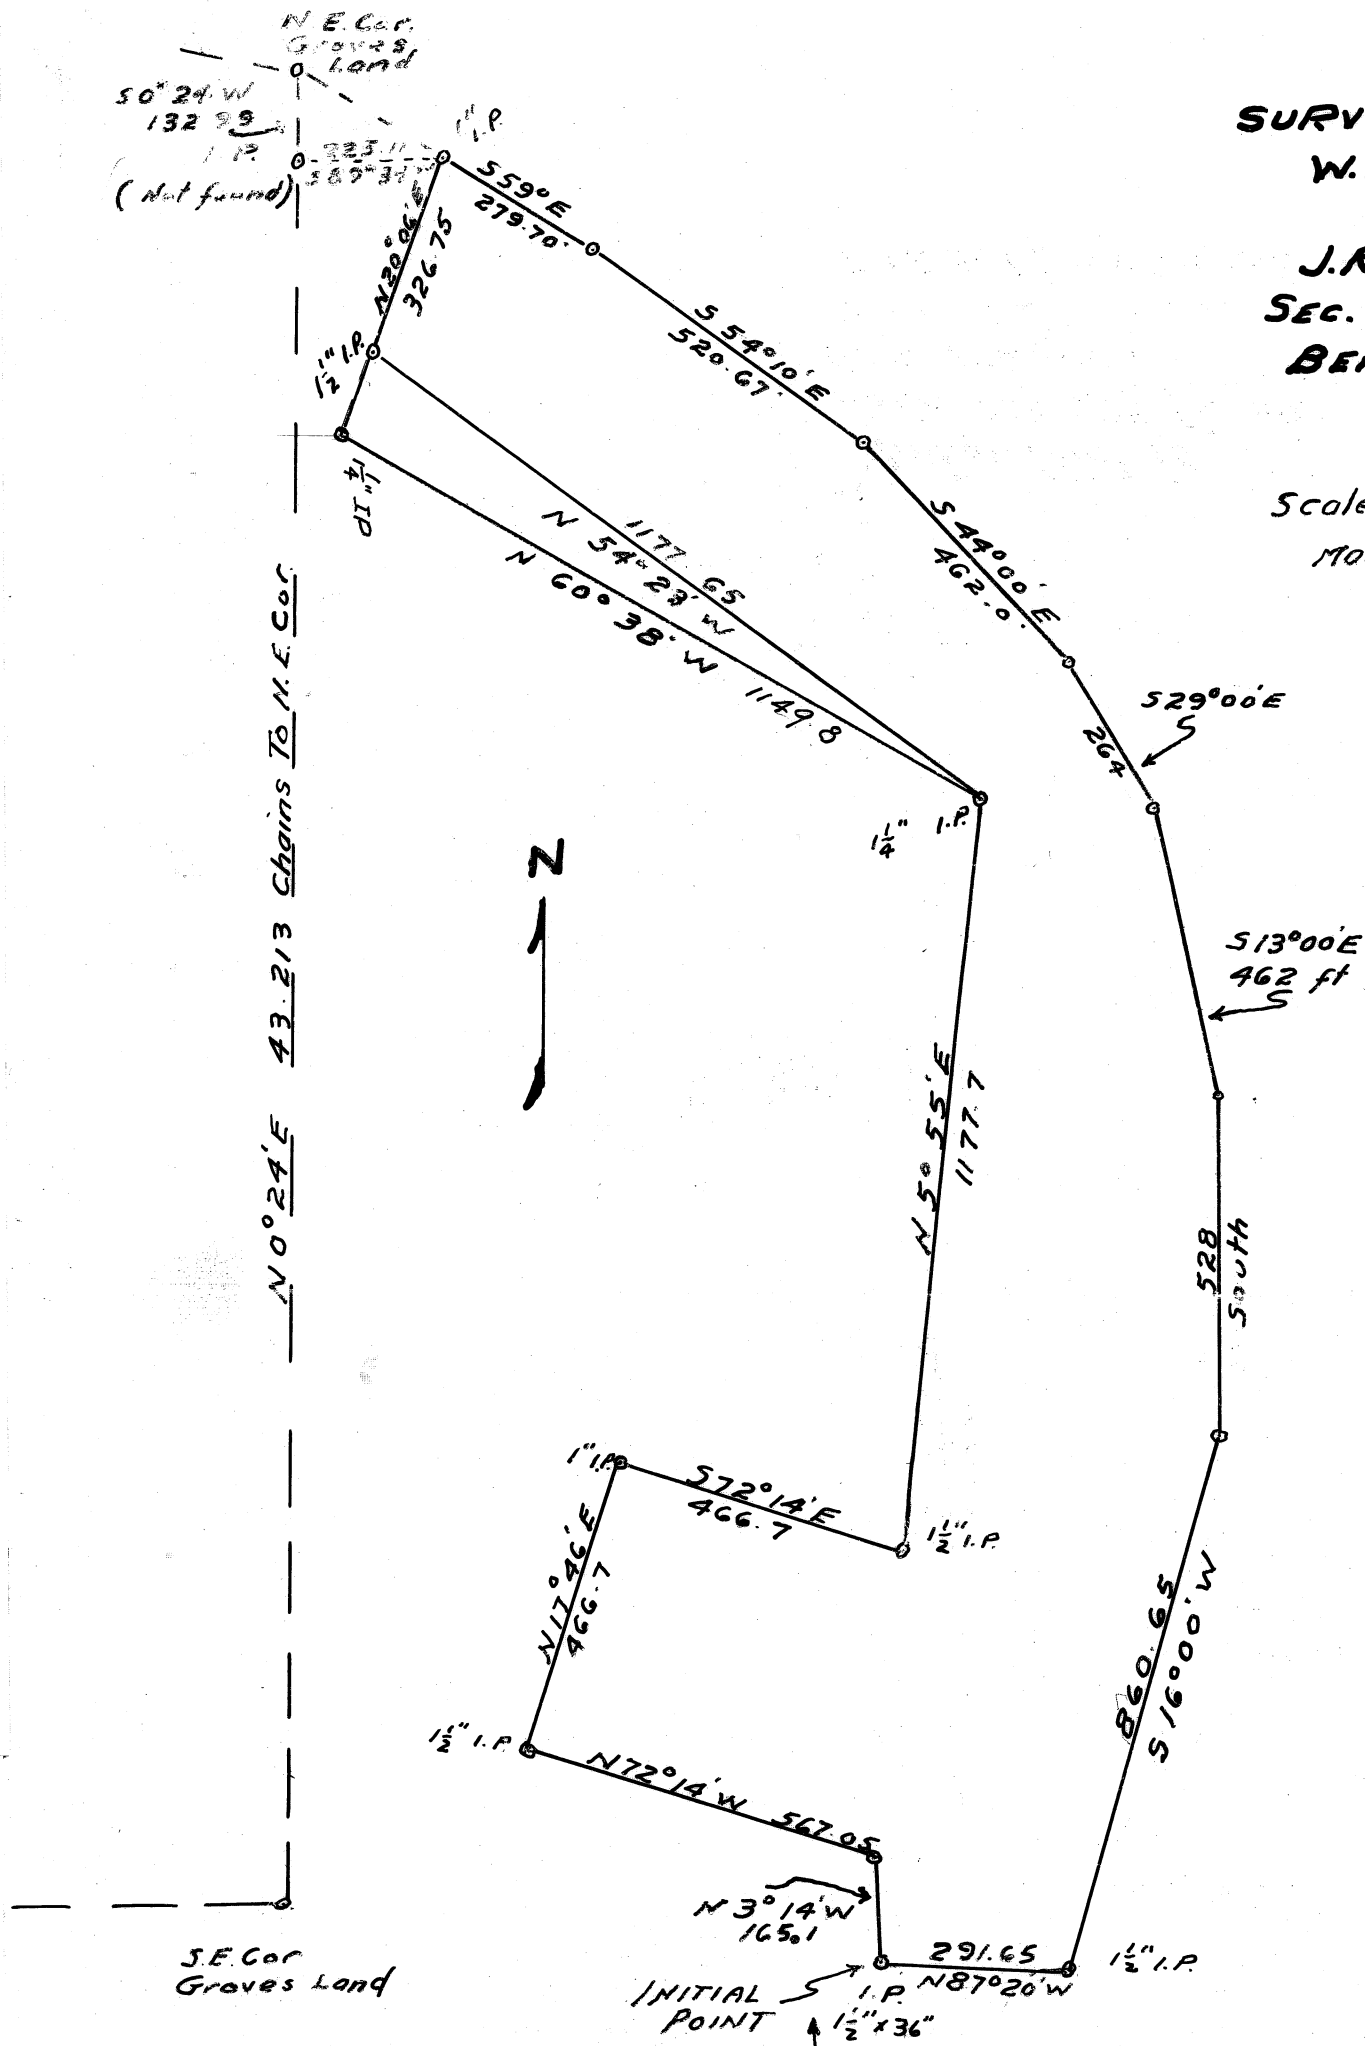 N.E. Cor.
Groves
Land
S0°24'W
132.99
I.P.
(Not found)
1" I.P.
S59°E
279.70'
N20°06'E
326.75
1½" I.P.
1¼" IP
S 54°10'E
520.67'
S 44°00'E
462.0'
1177.65
N 54°23'W
N 60°38'W 1149.8
S29°00'E
264
1¼" I.P.
S13°00'E
462 ft
N
N 5° 55'E
1177.7
528
South
N0°24'E 43.213 Chains To N.E. Cor.
1" I.P.
S72°14'E
466.7
1½" I.P.
N17°46'E
466.7
860.65
S 16°00'W
1½" I.P.
N72°14'W 567.05
N 3°14'W
165.1
291.65
N87°20'W
1½" I.P.
INITIAL
POINT
I.P.
1½" x 36"
S.E. Cor
Groves Land
SURV
W.
J.R
SEC.
BEN
Scale
Ma